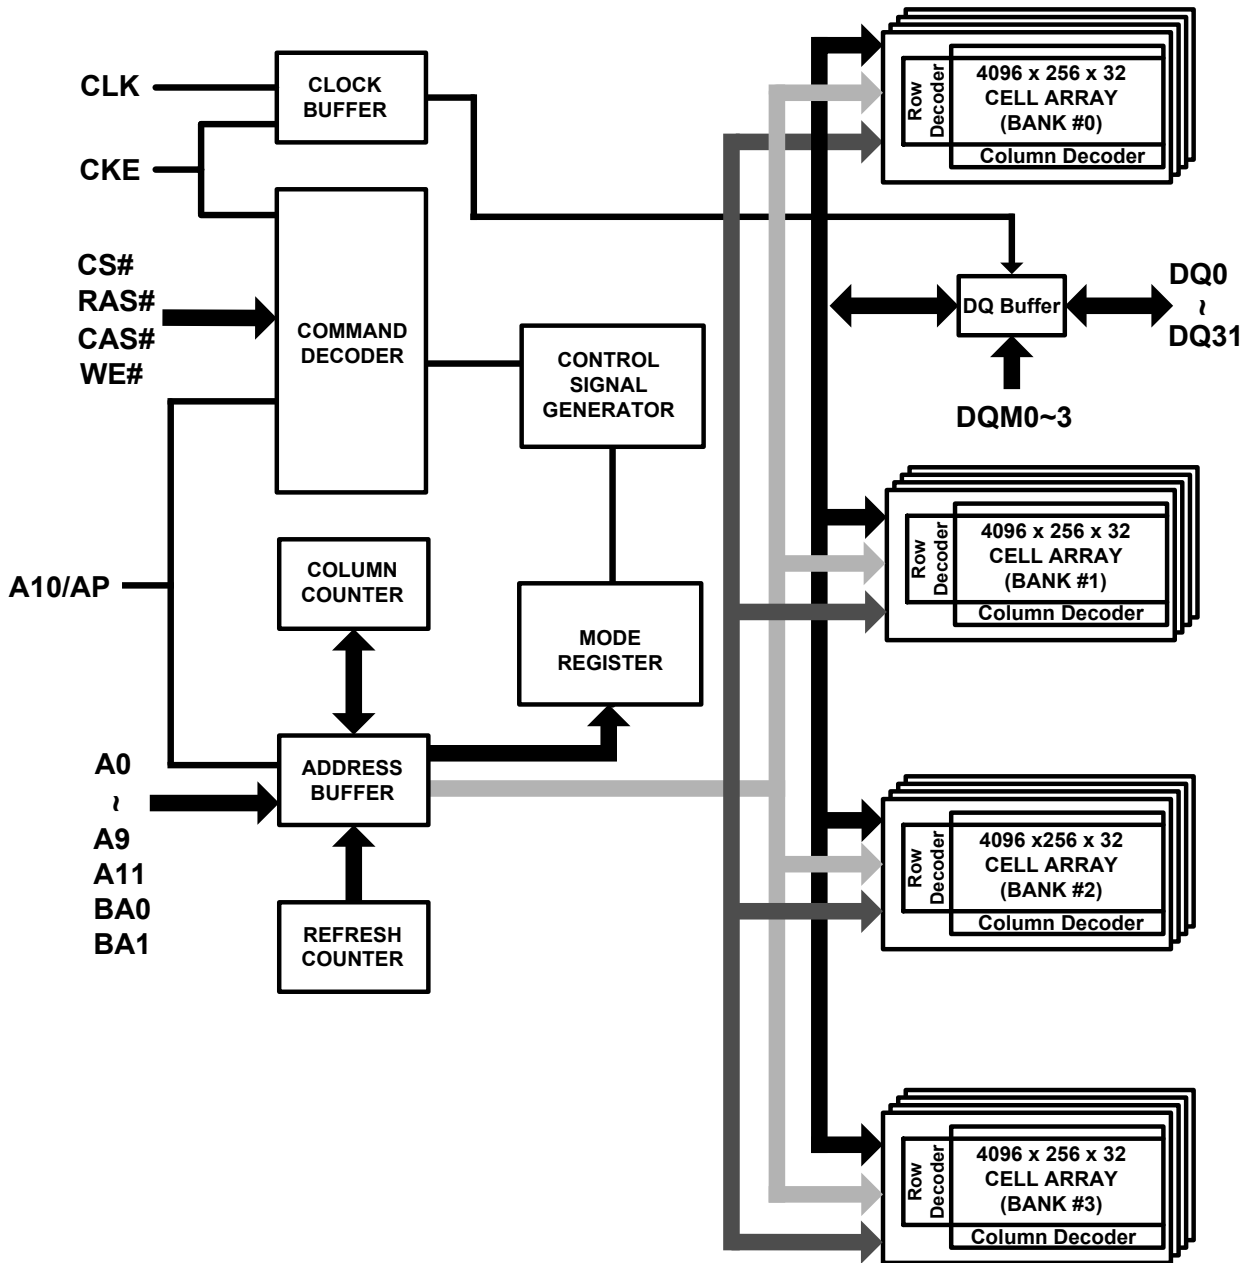 CLK
CKE
CLOCK
BUFFER
CS#
RAS#
CAS#
WE#
COMMAND
DECODER
CONTROL
SIGNAL
GENERATOR
A10/AP
COLUMN
COUNTER
MODE
REGISTER
A0
~
A9
A11
BA0
BA1
ADDRESS
BUFFER
REFRESH
COUNTER
Row
Decoder
4096 x 256 x 32
CELL ARRAY
(BANK #0)
Column Decoder
DQ Buffer
DQ0
~
DQ31
DQM0~3
Row
Decoder
4096 x 256 x 32
CELL ARRAY
(BANK #1)
Column Decoder
Row
Decoder
4096 x256 x 32
CELL ARRAY
(BANK #2)
Column Decoder
Row
Decoder
4096 x 256 x 32
CELL ARRAY
(BANK #3)
Column Decoder